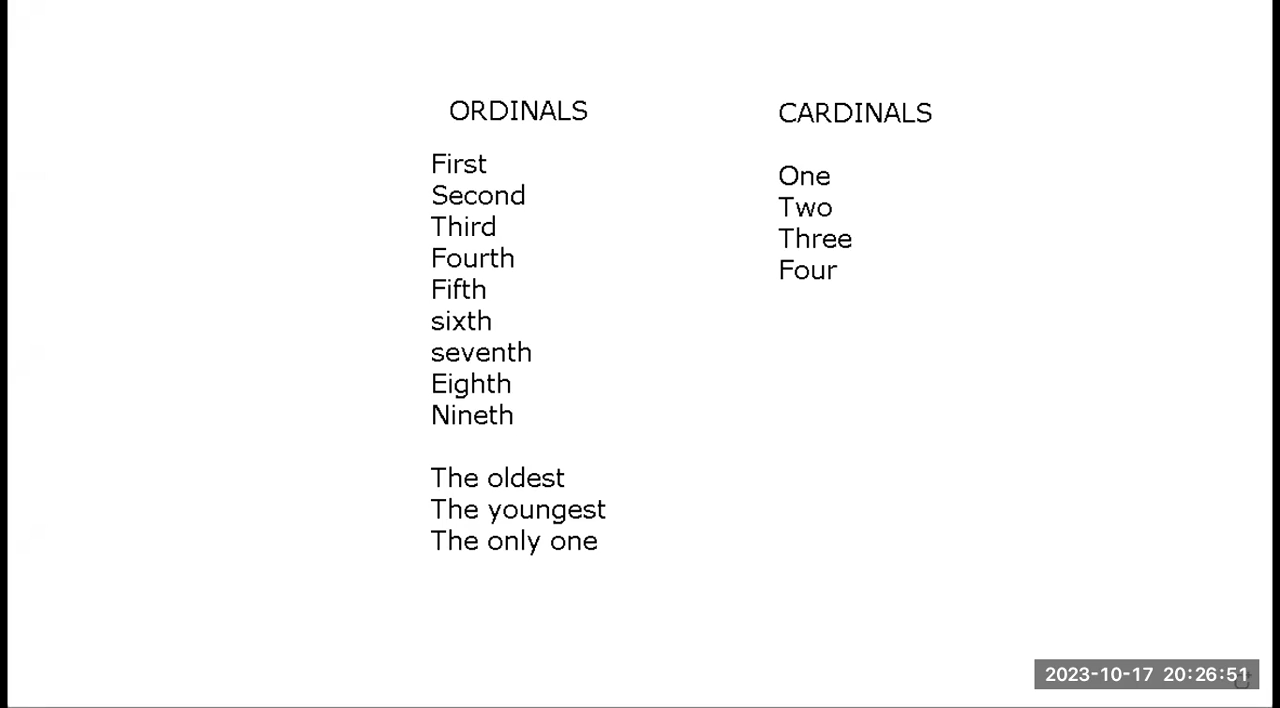 ORDINALS
First
Second
Third
Fourth
Fifth
sixth
seventh
Eighth
Nineth
The oldest
The youngest
The only one
CARDINALS
One
Two
Three
Four
2023-10-17 20:26:51